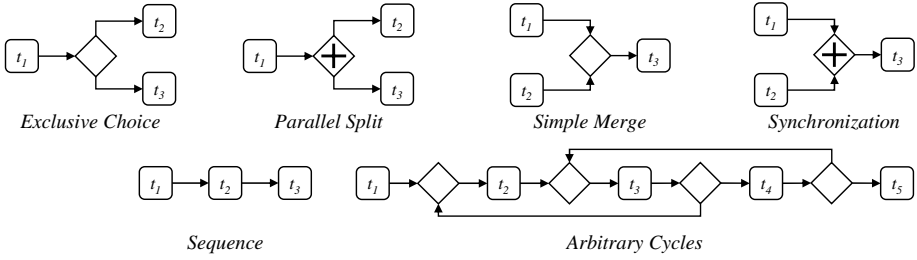 t1 t2 t3
Exclusive Choice
t1 t2 t3
Parallel Split
t1 t2 t3
Simple Merge
t1 t2 t3
Synchronization
t1 t2 t3
Sequence
t1 t2 t3 t4 t5
Arbitrary Cycles